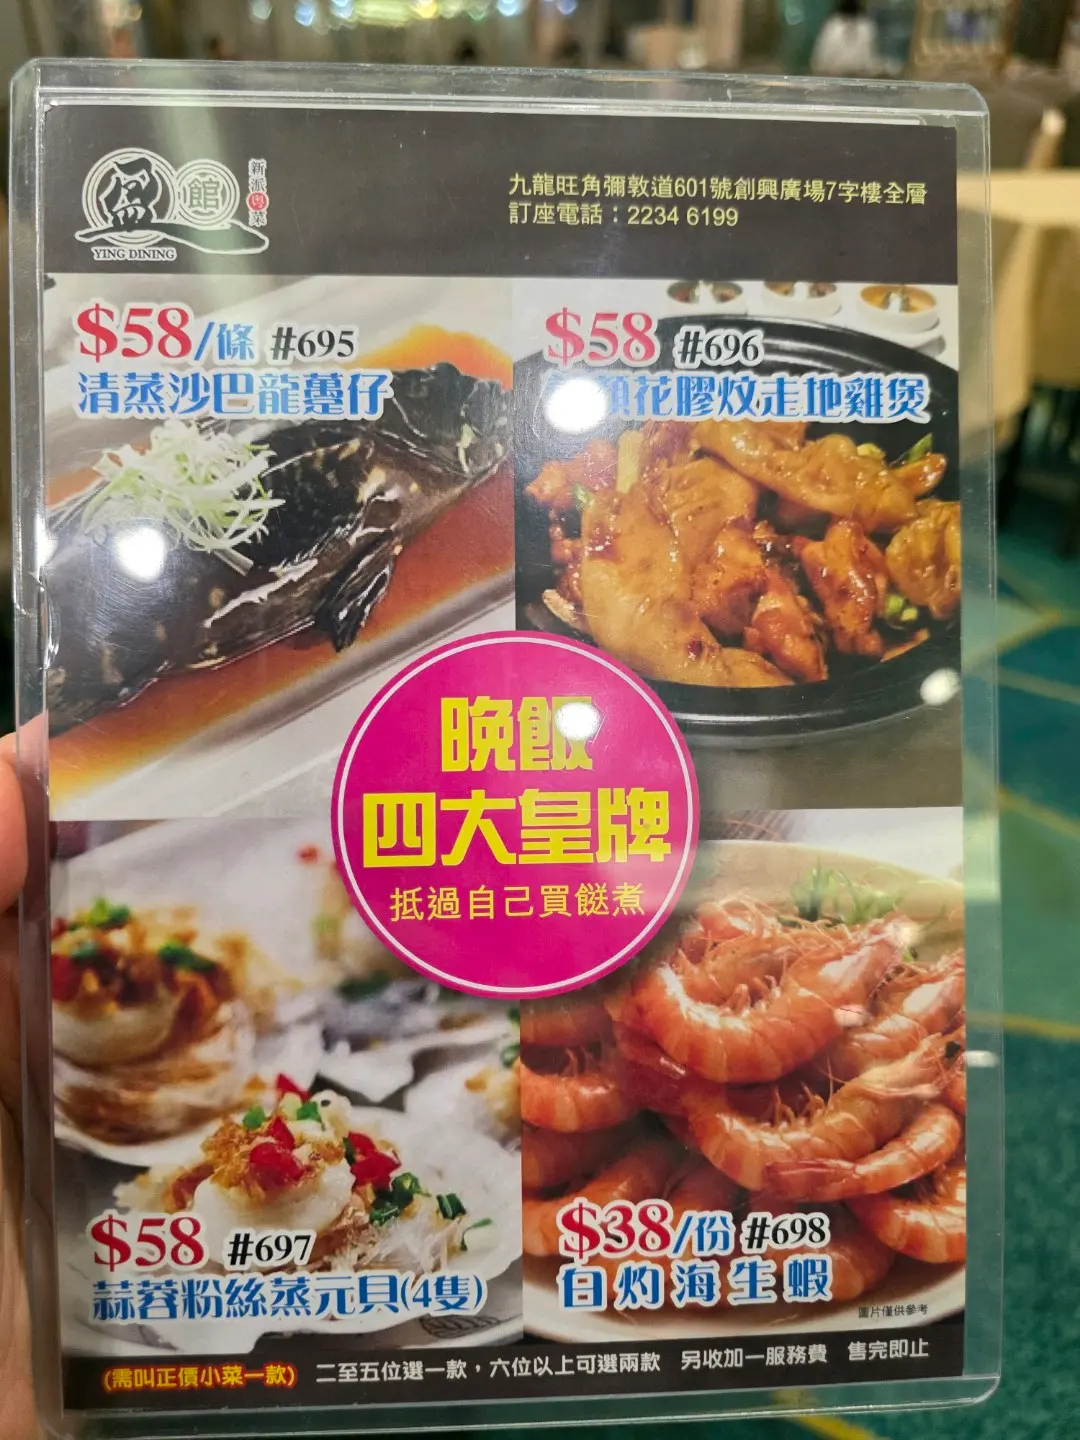 盈館
新派粵菜
YING DINING
九龍旺角彌敦道601號創興廣場7字樓全層
訂座電話：2234 6199
$58/條 #695
清蒸沙巴龍躉仔
$58 #696
花膠炆走地雞煲
晚飯
四大皇牌
抵過自己買餸煮
$58 #697
蒜蓉粉絲蒸元貝(4隻)
$38/份 #698
白灼海生蝦
圖片僅供參考
(需叫正價小菜一款) 二至五位選一款，六位以上可選兩款 另收加一服務費 售完即止